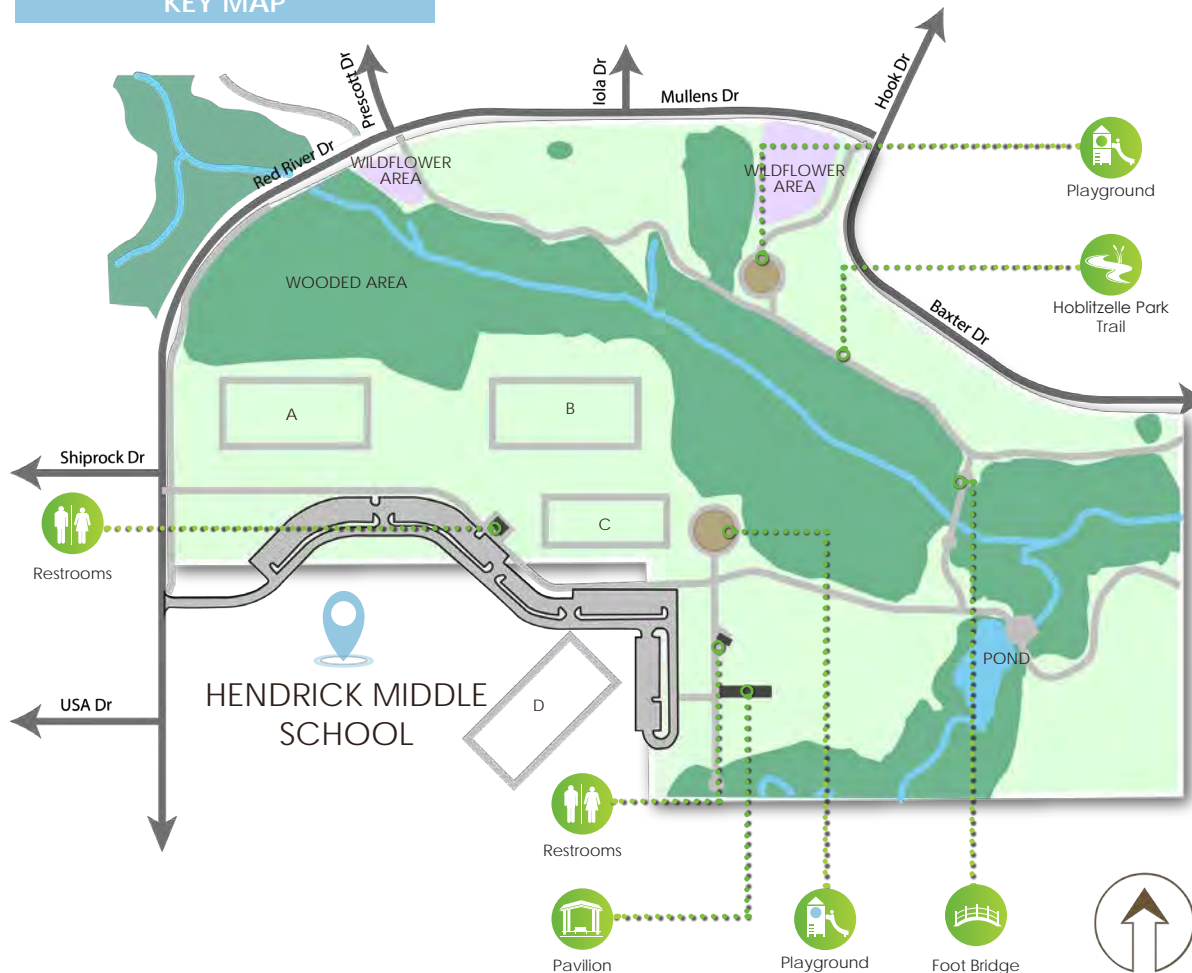 KEY MAP
Prescott Dr
Iola Dr
Mullens Dr
Hook Dr
Red River Dr
WILDFLOWER
AREA
WILDFLOWER
AREA
Playground
WOODED AREA
Hoblitzelle Park
Trail
Baxter Dr
A
B
Shiprock Dr
C
Restrooms
HENDRICK MIDDLE
SCHOOL
POND
USA Dr
D
Restrooms
Pavilion
Playground
Foot Bridge